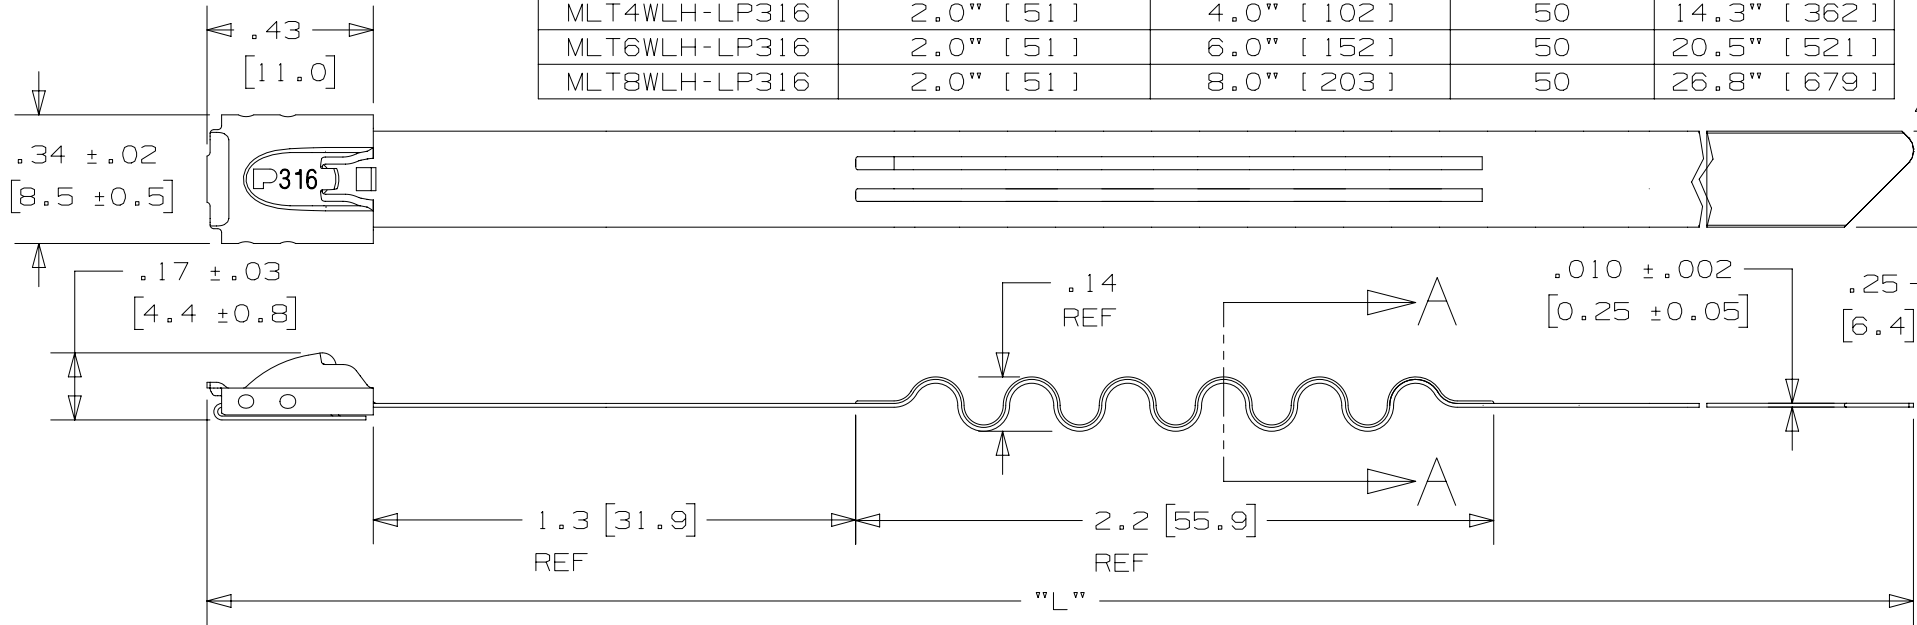 MLT4WLH-LP316 2.0" [ 51 ] 4.0" [ 102 ] 50 14.3" [ 362 ]
MLT6WLH-LP316 2.0" [ 51 ] 6.0" [ 152 ] 50 20.5" [ 521 ]
MLT8WLH-LP316 2.0" [ 51 ] 8.0" [ 203 ] 50 26.8" [ 679 ]
.43
[11.0]
.34 ±.02
[8.5 ±0.5]
P316
.17 ±.03
[4.4 ±0.8]
.14
REF
A
.010 ±.002
[0.25 ±0.05]
.25
[6.4]
A
1.3 [31.9]
REF
2.2 [55.9]
REF
"L"